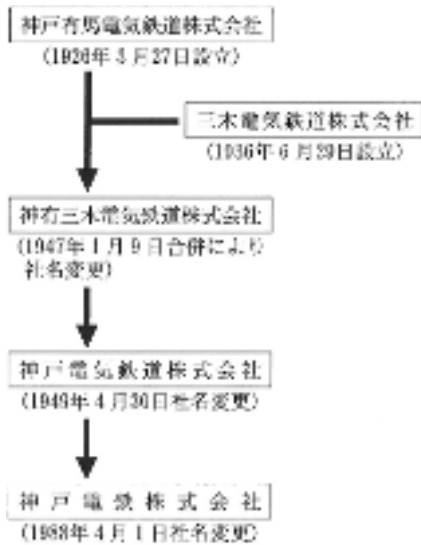 神戸有馬電気鉄道株式会社
(1926年3月27日設立)
三木電気鉄道株式会社
(1936年6月29日設立)
神有三木電気鉄道株式会社
(1947年1月9日合併により
社名変更)
神戸電気鉄道株式会社
(1949年4月30日社名変更)
神戸電鉄株式会社
(1988年4月1日社名変更)